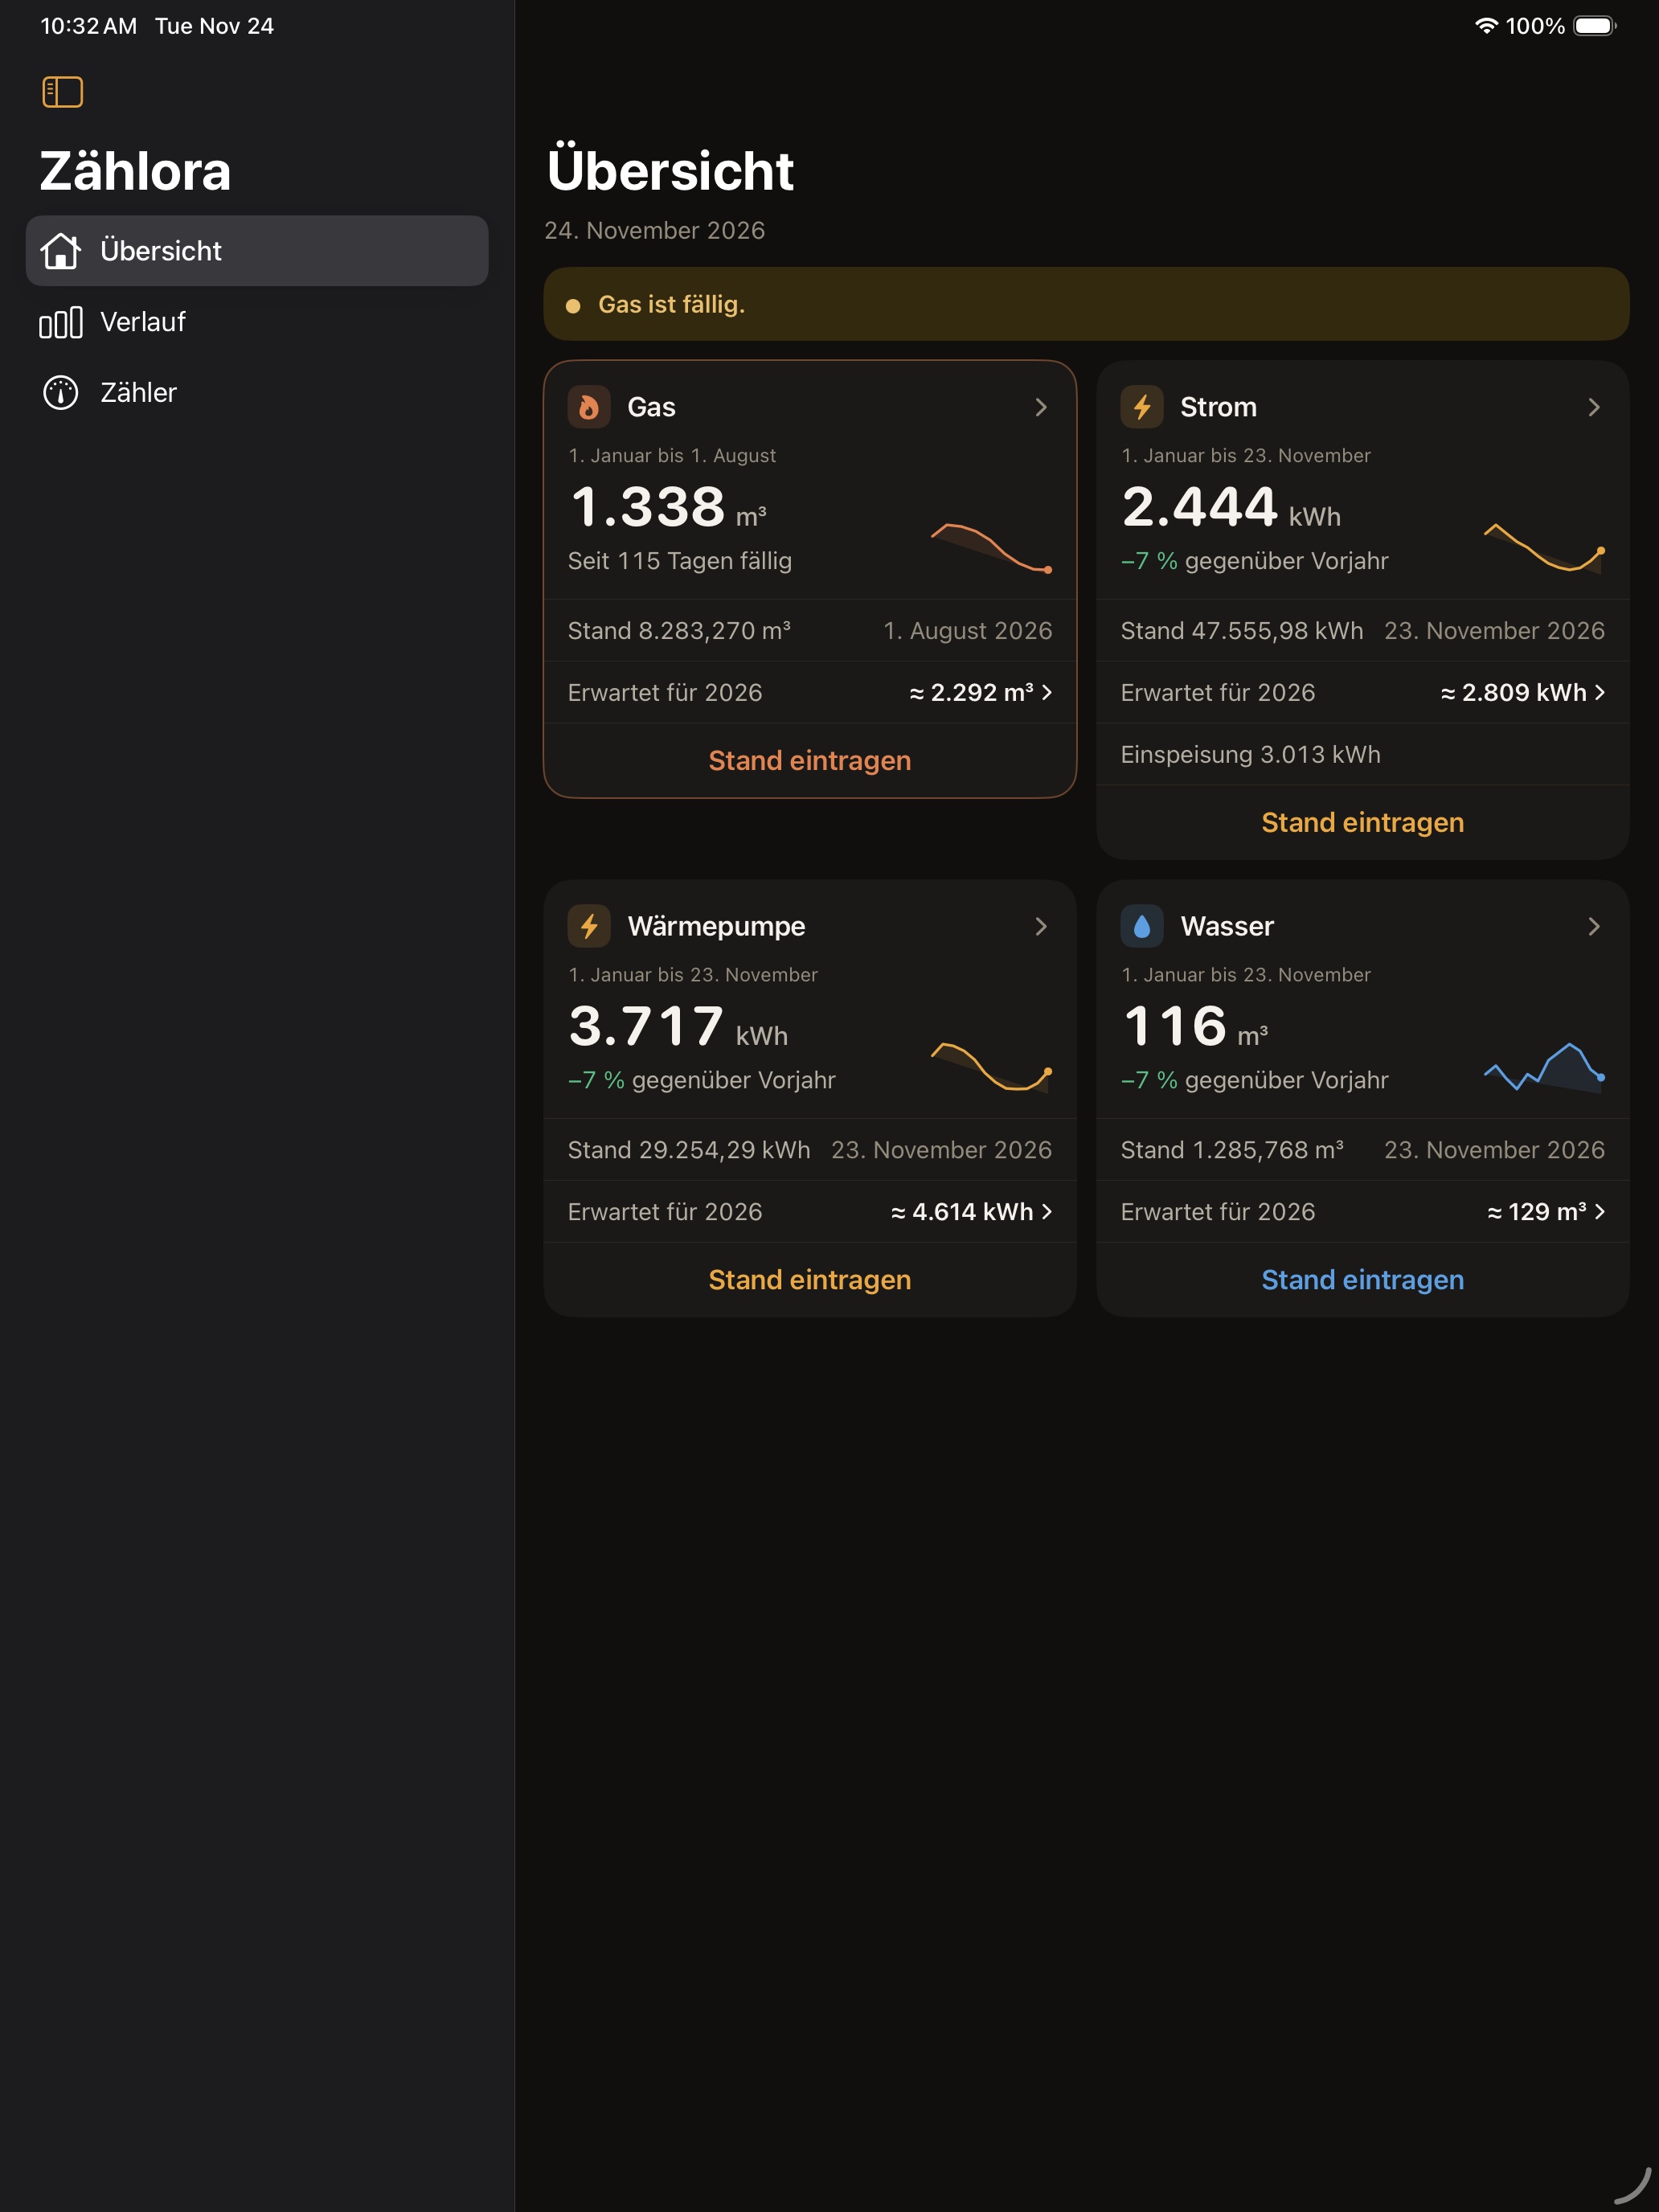 10:32 AM Tue Nov 24
100%
Zählora
Übersicht
Verlauf
Zähler
Übersicht
24. November 2026
Gas ist fällig.
Gas
1. Januar bis 1. August
1.338 m³
Seit 115 Tagen fällig
Stand 8.283,270 m³ 1. August 2026
Erwartet für 2026 ≈ 2.292 m³
Stand eintragen
Strom
1. Januar bis 23. November
2.444 kWh
−7 % gegenüber Vorjahr
Stand 47.555,98 kWh 23. November 2026
Erwartet für 2026 ≈ 2.809 kWh
Einspeisung 3.013 kWh
Stand eintragen
Wärmepumpe
1. Januar bis 23. November
3.717 kWh
−7 % gegenüber Vorjahr
Stand 29.254,29 kWh 23. November 2026
Erwartet für 2026 ≈ 4.614 kWh
Stand eintragen
Wasser
1. Januar bis 23. November
116 m³
−7 % gegenüber Vorjahr
Stand 1.285,768 m³ 23. November 2026
Erwartet für 2026 ≈ 129 m³
Stand eintragen